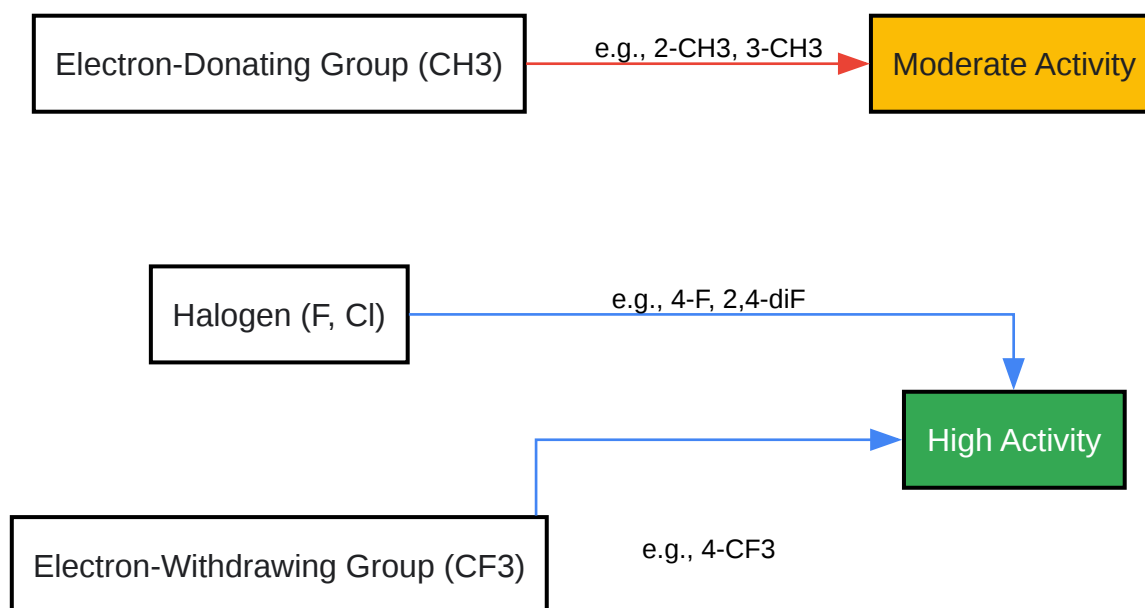 Electron-Donating Group (CH3)
e.g., 2-CH3, 3-CH3
Moderate Activity
Halogen (F, Cl)
e.g., 4-F, 2,4-diF
High Activity
Electron-Withdrawing Group (CF3)
e.g., 4-CF3